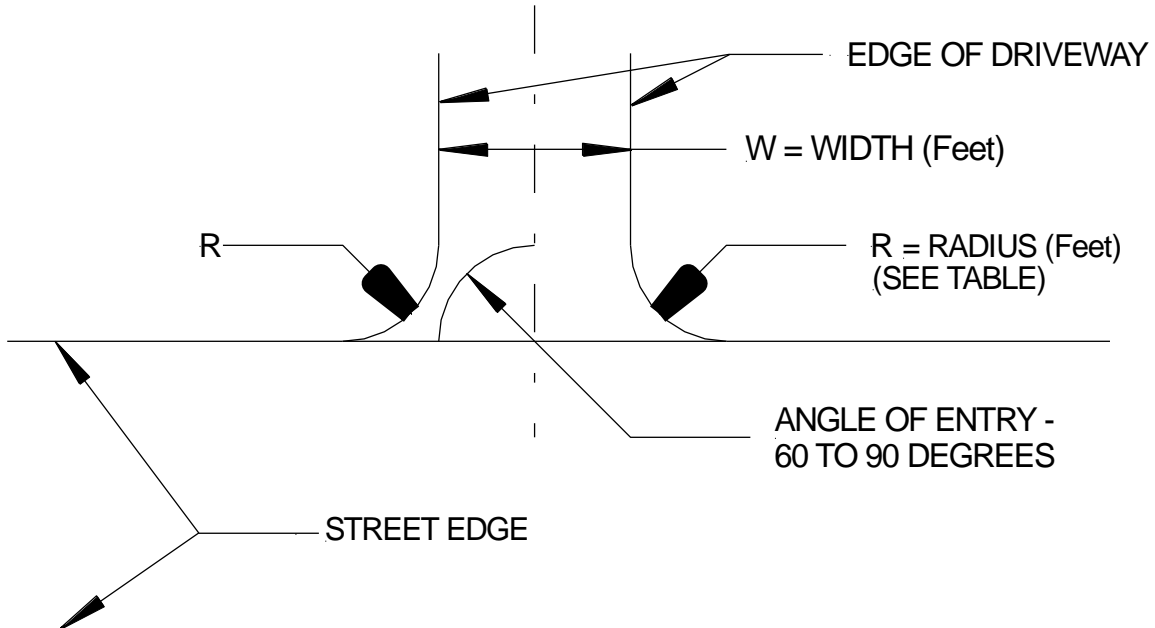 EDGE OF DRIVEWAY
W = WIDTH (Feet)
R
R = RADIUS (Feet)
(SEE TABLE)
ANGLE OF ENTRY -
60 TO 90 DEGREES
STREET EDGE